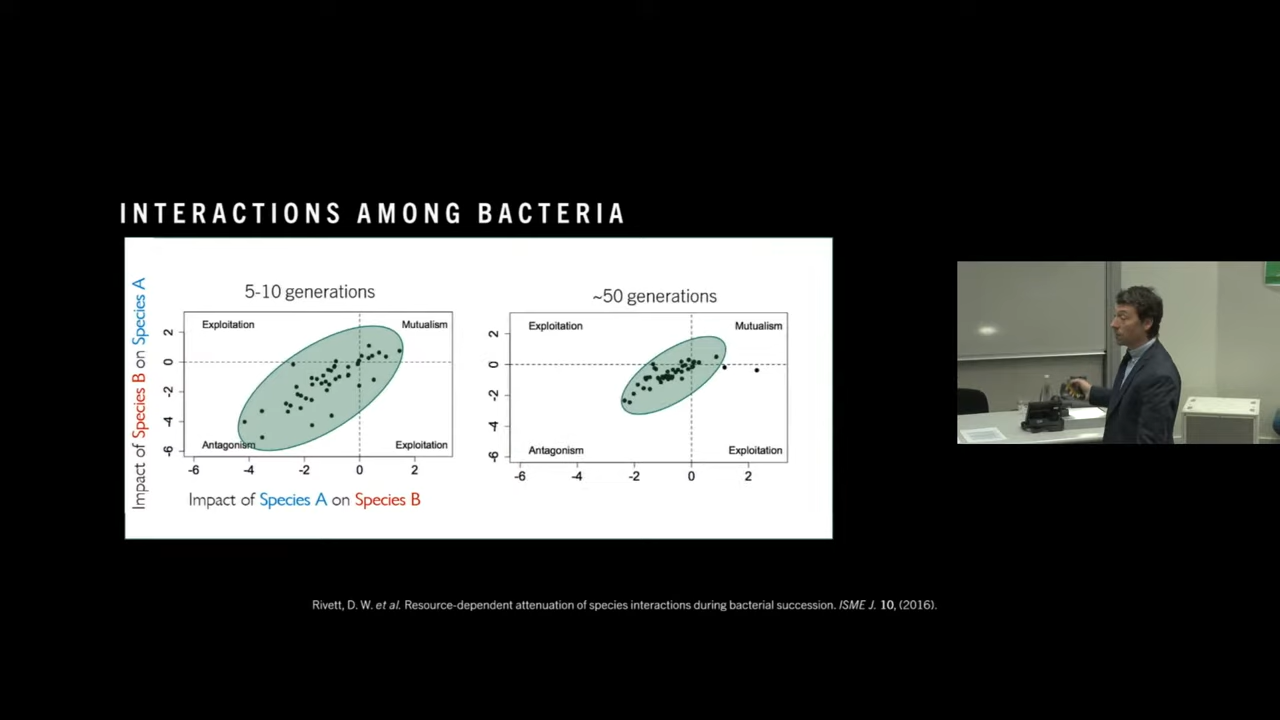 INTERACTIONS AMONG BACTERIA
Impact of Species B on Species A
5-10 generations
Exploitation
Mutualism
2
0
-2
-4
-6
Antagonism
Exploitation
-6
-4
-2
0
2
Impact of Species A on Species B
~50 generations
Exploitation
Mutualism
2
0
-2
-4
-6
Antagonism
Exploitation
-6
-4
-2
0
2
Rivett, D. W. et al. Resource-dependent attenuation of species interactions during bacterial succession. ISME J. 10, (2016).